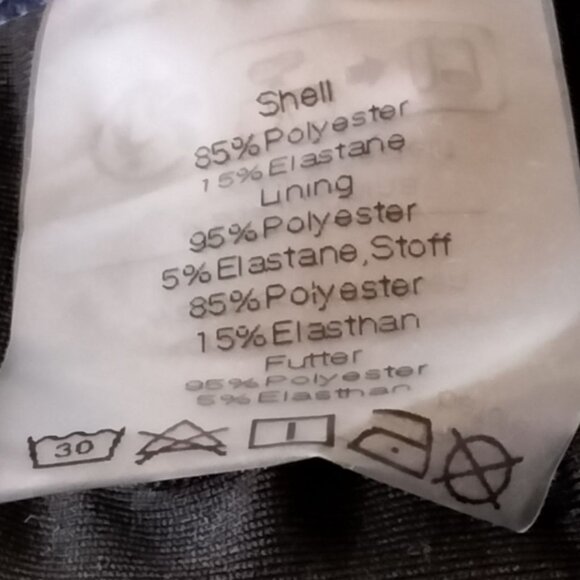 Shell
85%Polyester
15%Elastane
Lining
95%Polyester
5%Elastane,Stoff
85%Polyester
15%Elasthan
Futter
95%Polyester
5%Elasthan
30